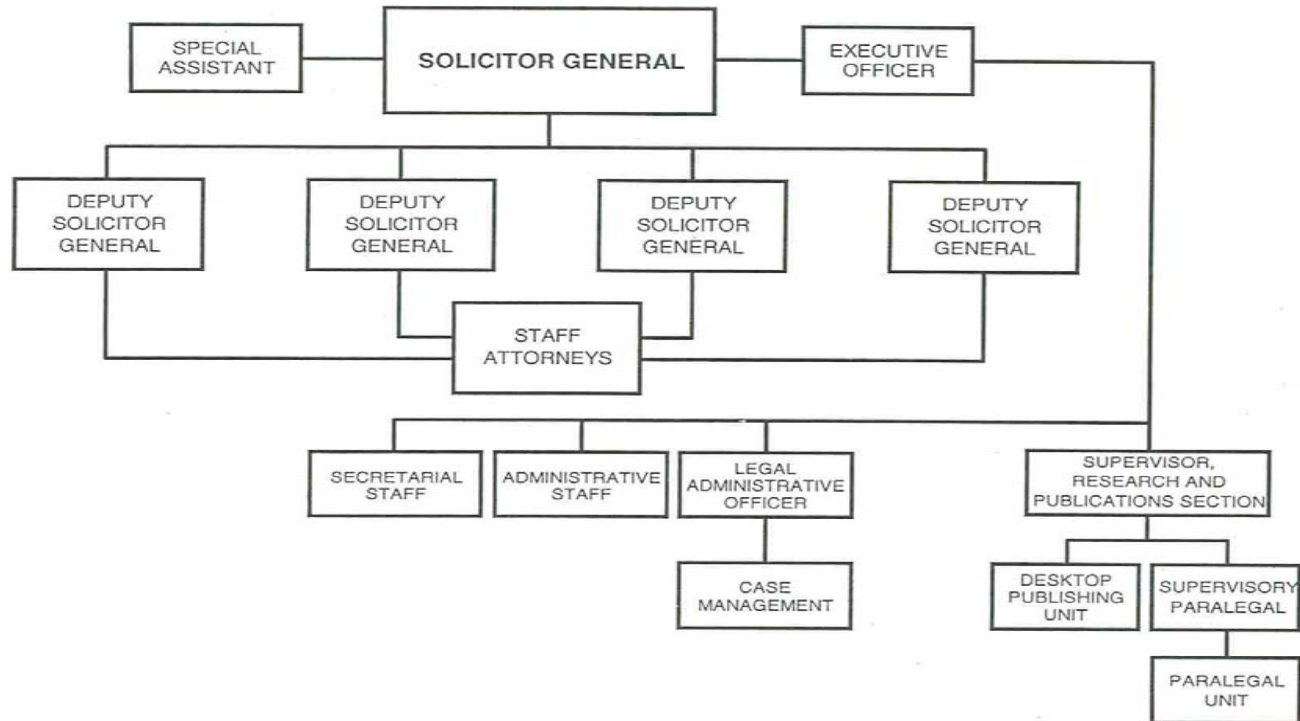 SPECIAL
ASSISTANT
SOLICITOR GENERAL
EXECUTIVE
OFFICER
DEPUTY
SOLICITOR
GENERAL
DEPUTY
SOLICITOR
GENERAL
DEPUTY
SOLICITOR
GENERAL
DEPUTY
SOLICITOR
GENERAL
STAFF
ATTORNEYS
SECRETARIAL
STAFF
ADMINISTRATIVE
STAFF
LEGAL
ADMINISTRATIVE
OFFICER
SUPERVISOR,
RESEARCH AND
PUBLICATIONS SECTION
CASE
MANAGEMENT
DESKTOP
PUBLISHING
UNIT
SUPERVISORY
PARALEGAL
PARALEGAL
UNIT